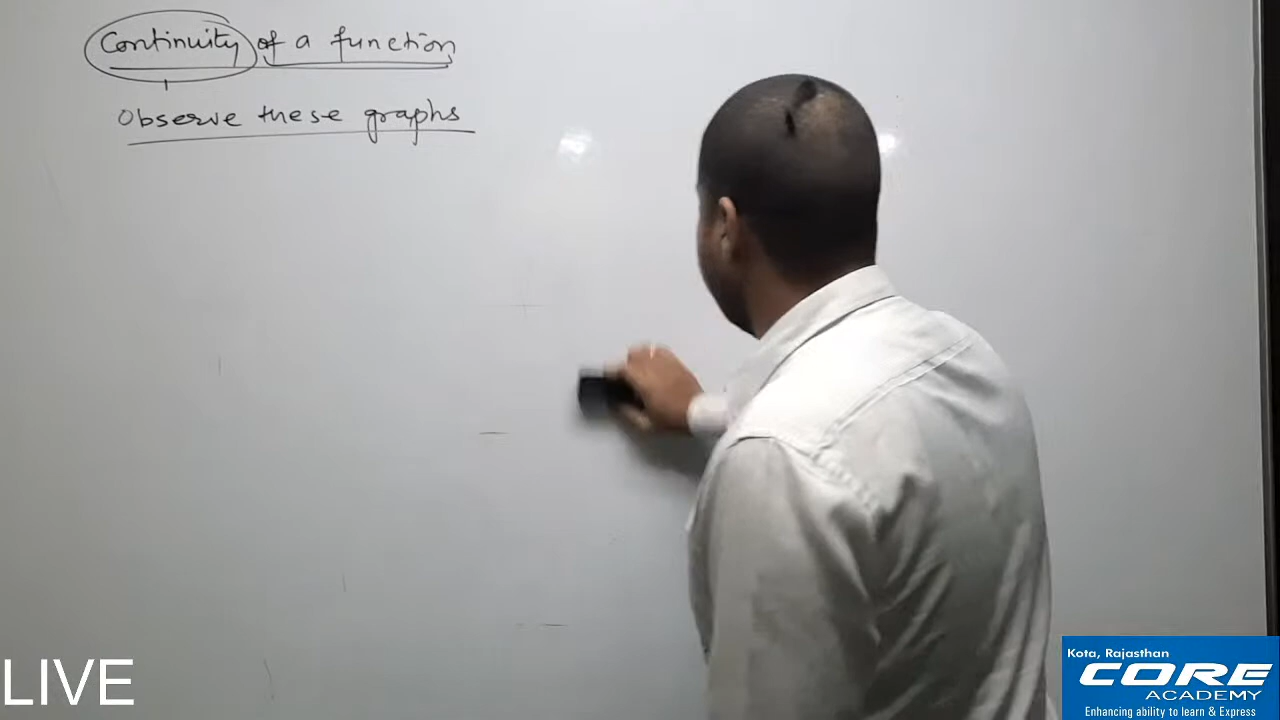 Continuity of a function
Observe these graphs
LIVE
Kota, Rajasthan
CORE
ACADEMY
Enhancing ability to learn & Express